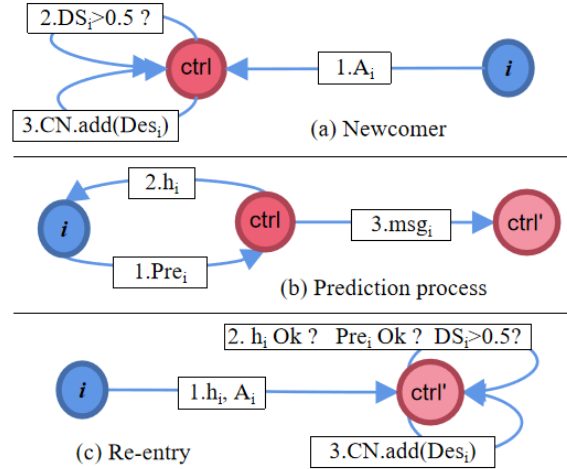 2.DSi>0.5 ?
ctrl
1.Ai
i
3.CN.add(Desi)
(a) Newcomer
2.hi
i
ctrl
3.msgi
ctrl'
1.Prei
(b) Prediction process
2. hi Ok ? Prei Ok ? DSi>0.5?
i
1.hi, Ai
ctrl'
3.CN.add(Desi)
(c) Re-entry